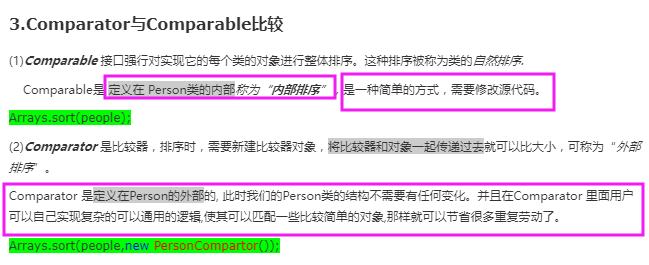 3.Comparator与Comparable比较
(1)Comparable 接口强行对实现它的每个类的对象进行整体排序。这种排序被称为类的自然排序.
Comparable是 定义在 Person类的内部称为“内部排序”，是一种简单的方式，需要修改源代码。
Arrays.sort(people);
(2)Comparator 是比较器，排序时，需要新建比较器对象，将比较器和对象一起传递过去就可以比大小，可称为“外部
排序”。
Comparator 是定义在Person的外部的, 此时我们的Person类的结构不需要有任何变化。并且在Comparator 里面用户
可以自己实现复杂的可以通用的逻辑,使其可以匹配一些比较简单的对象,那样就可以节省很多重复劳动了。
Arrays.sort(people,new PersonCompartor());